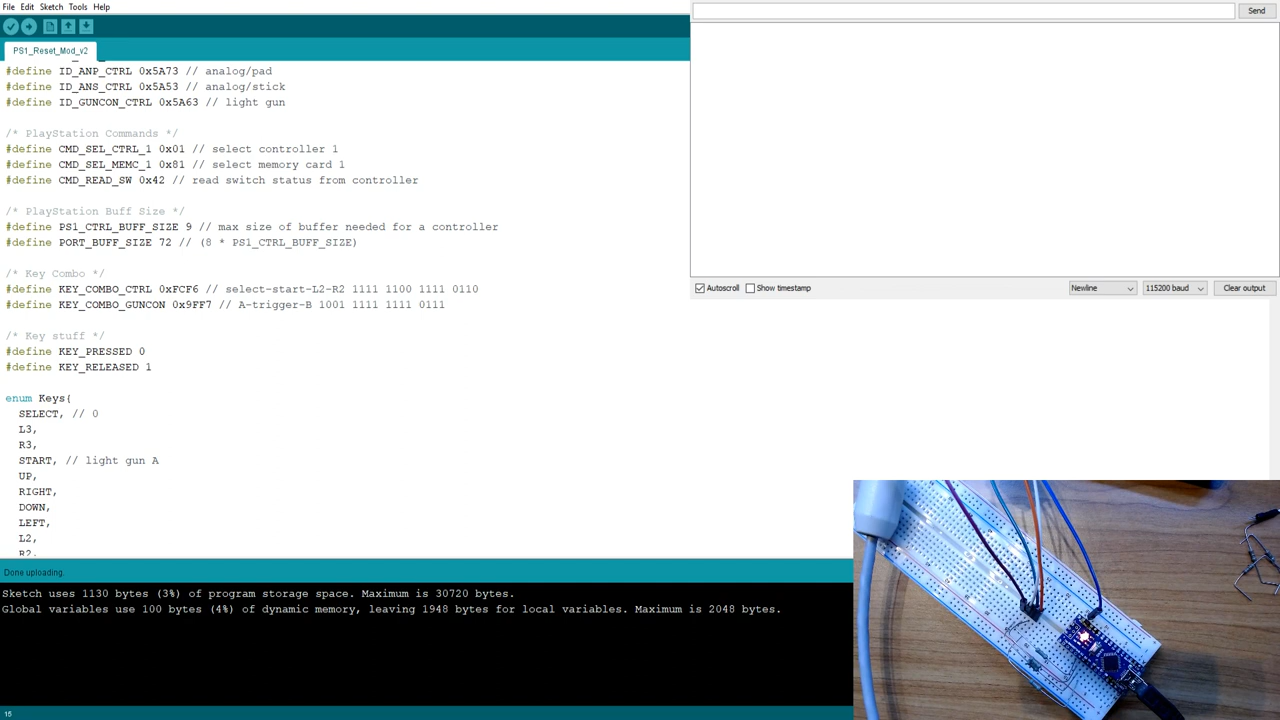 File Edit Sketch Tools Help
Send
PS1_Reset_Mod_v2
#define ID_ANP_CTRL 0x5A73 // analog/pad
#define ID_ANS_CTRL 0x5A53 // analog/stick
#define ID_GUNCON_CTRL 0x5A63 // light gun
/* PlayStation Commands */
#define CMD_SEL_CTRL_1 0x01 // select controller 1
#define CMD_SEL_MEMC_1 0x81 // select memory card 1
#define CMD_READ_SW 0x42 // read switch status from controller
/* PlayStation Buff Size */
#define PS1_CTRL_BUFF_SIZE 9 // max size of buffer needed for a controller
#define PORT_BUFF_SIZE 72 // (8 * PS1_CTRL_BUFF_SIZE)
/* Key Combo */
#define KEY_COMBO_CTRL 0xFCF6 // select-start-L2-R2 1111 1100 1111 0110
#define KEY_COMBO_GUNCON 0x9FF7 // A-trigger-B 1001 1111 1111 0111
/* Key stuff */
#define KEY_PRESSED 0
#define KEY_RELEASED 1
enum Keys{
SELECT, // 0
L3,
R3,
START, // light gun A
UP,
RIGHT,
DOWN,
LEFT,
L2,
R2,
Autoscroll Show timestamp Newline 115200 baud Clear output
Done uploading.
Sketch uses 1130 bytes (3%) of program storage space. Maximum is 30720 bytes.
Global variables use 100 bytes (4%) of dynamic memory, leaving 1948 bytes for local variables. Maximum is 2048 bytes.
15